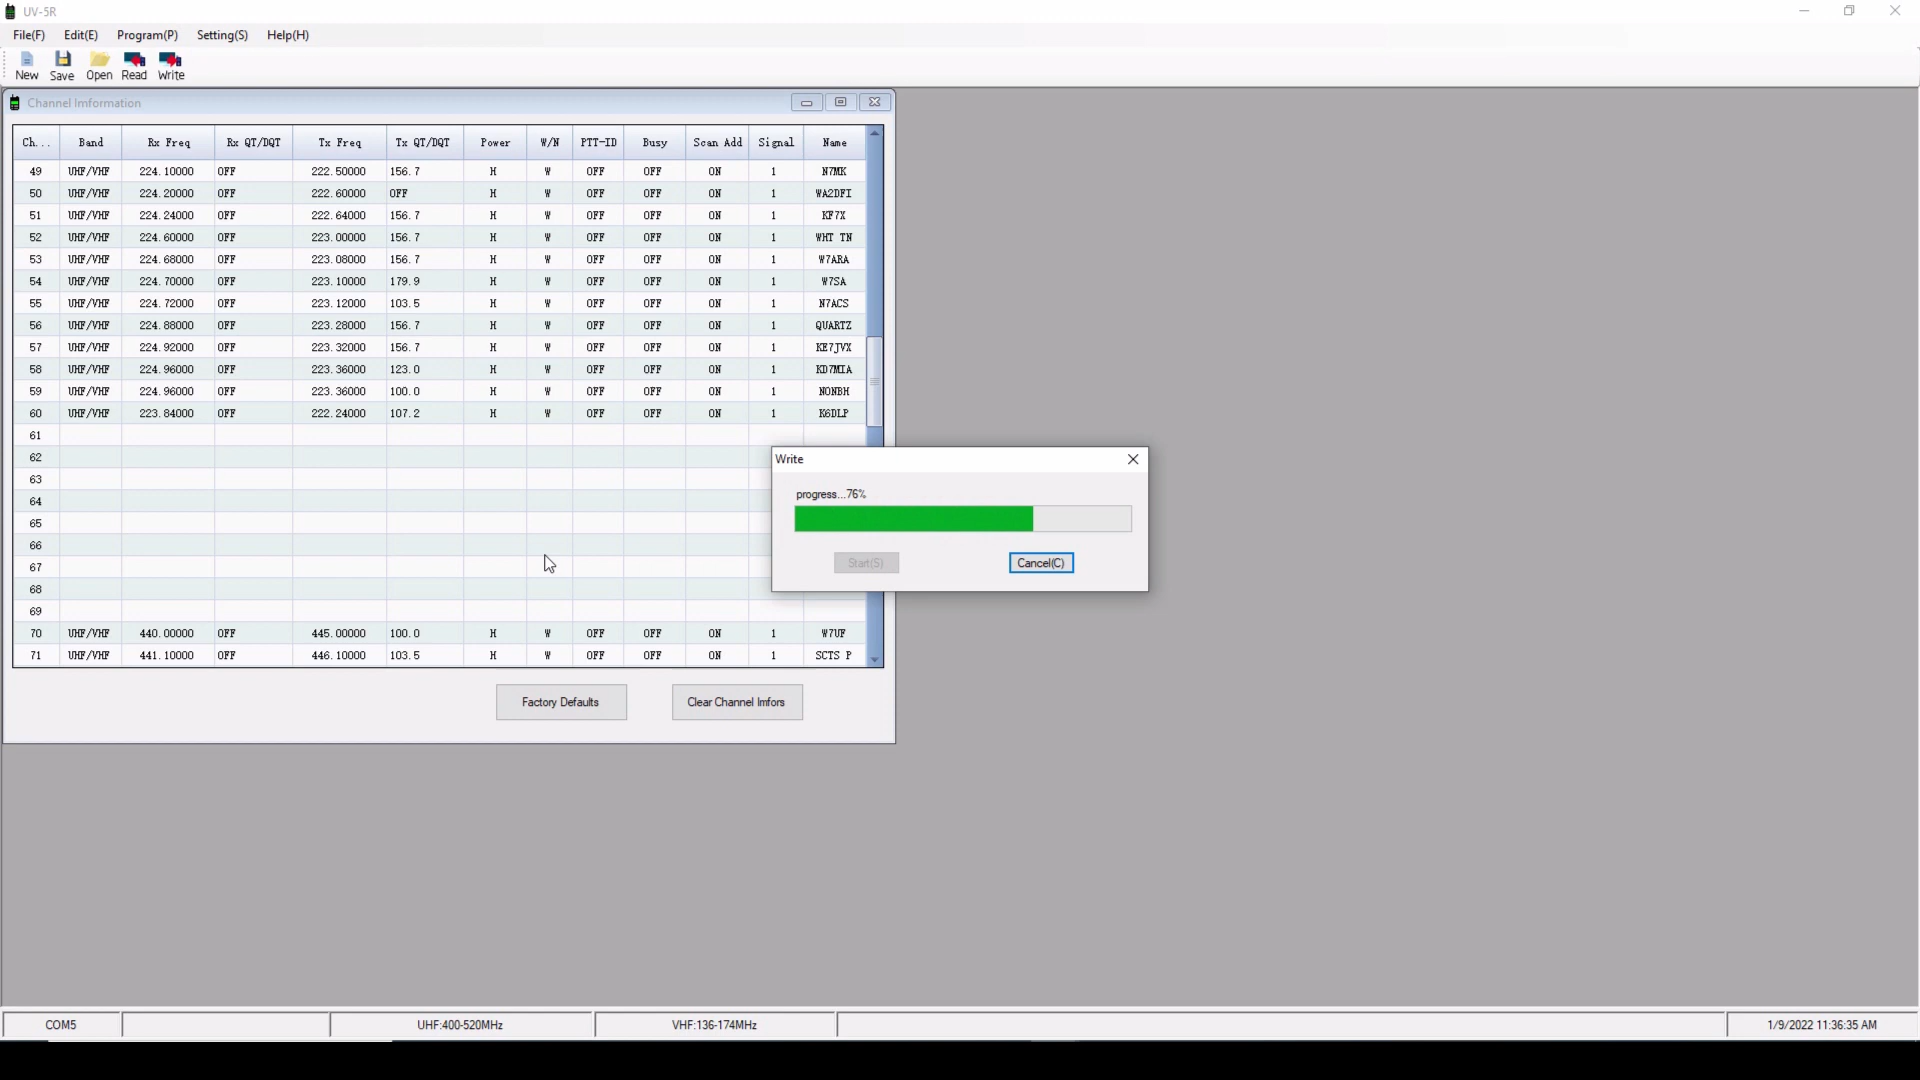 UV-5R
File(F) Edit(E) Program(P) Setting(S) Help(H)
New Save Open Read Write
Channel Imformation
Ch... Band Rx Freq Rx QT/DQT Tx Freq Tx QT/DQT Power W/N PTT-ID Busy Scan Add Signal Name
49 UHF/VHF 224.10000 OFF 222.50000 156.7 H W OFF OFF ON 1 N7MK
50 UHF/VHF 224.20000 OFF 222.60000 OFF H W OFF OFF ON 1 WA2DFI
51 UHF/VHF 224.24000 OFF 222.64000 156.7 H W OFF OFF ON 1 KF7X
52 UHF/VHF 224.60000 OFF 223.00000 156.7 H W OFF OFF ON 1 WHT TN
53 UHF/VHF 224.68000 OFF 223.08000 156.7 H W OFF OFF ON 1 W7ARA
54 UHF/VHF 224.70000 OFF 223.10000 179.9 H W OFF OFF ON 1 W7SA
55 UHF/VHF 224.72000 OFF 223.12000 103.5 H W OFF OFF ON 1 N7ACS
56 UHF/VHF 224.88000 OFF 223.28000 156.7 H W OFF OFF ON 1 QUARTZ
57 UHF/VHF 224.92000 OFF 223.32000 156.7 H W OFF OFF ON 1 KE7JVX
58 UHF/VHF 224.96000 OFF 223.36000 123.0 H W OFF OFF ON 1 KD7MIA
59 UHF/VHF 224.96000 OFF 223.36000 100.0 H W OFF OFF ON 1 NONBH
60 UHF/VHF 223.84000 OFF 222.24000 107.2 H W OFF OFF ON 1 K6DLP
61
62
63
64
65
66
67
68
69
70 UHF/VHF 440.00000 OFF 445.00000 100.0 H W OFF OFF ON 1 W7UF
71 UHF/VHF 441.10000 OFF 446.10000 103.5 H W OFF OFF ON 1 SCTS P
Write
progress...76%
Start(S) Cancel(C)
Factory Defaults Clear Channel Imfors
COM5 UHF:400-520MHz VHF:136-174MHz 1/9/2022 11:36:35 AM